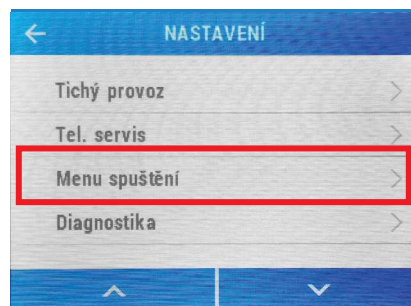 NASTAVENÍ
Tichý provoz
Tel. servis
Menu spuštění
Diagnostika